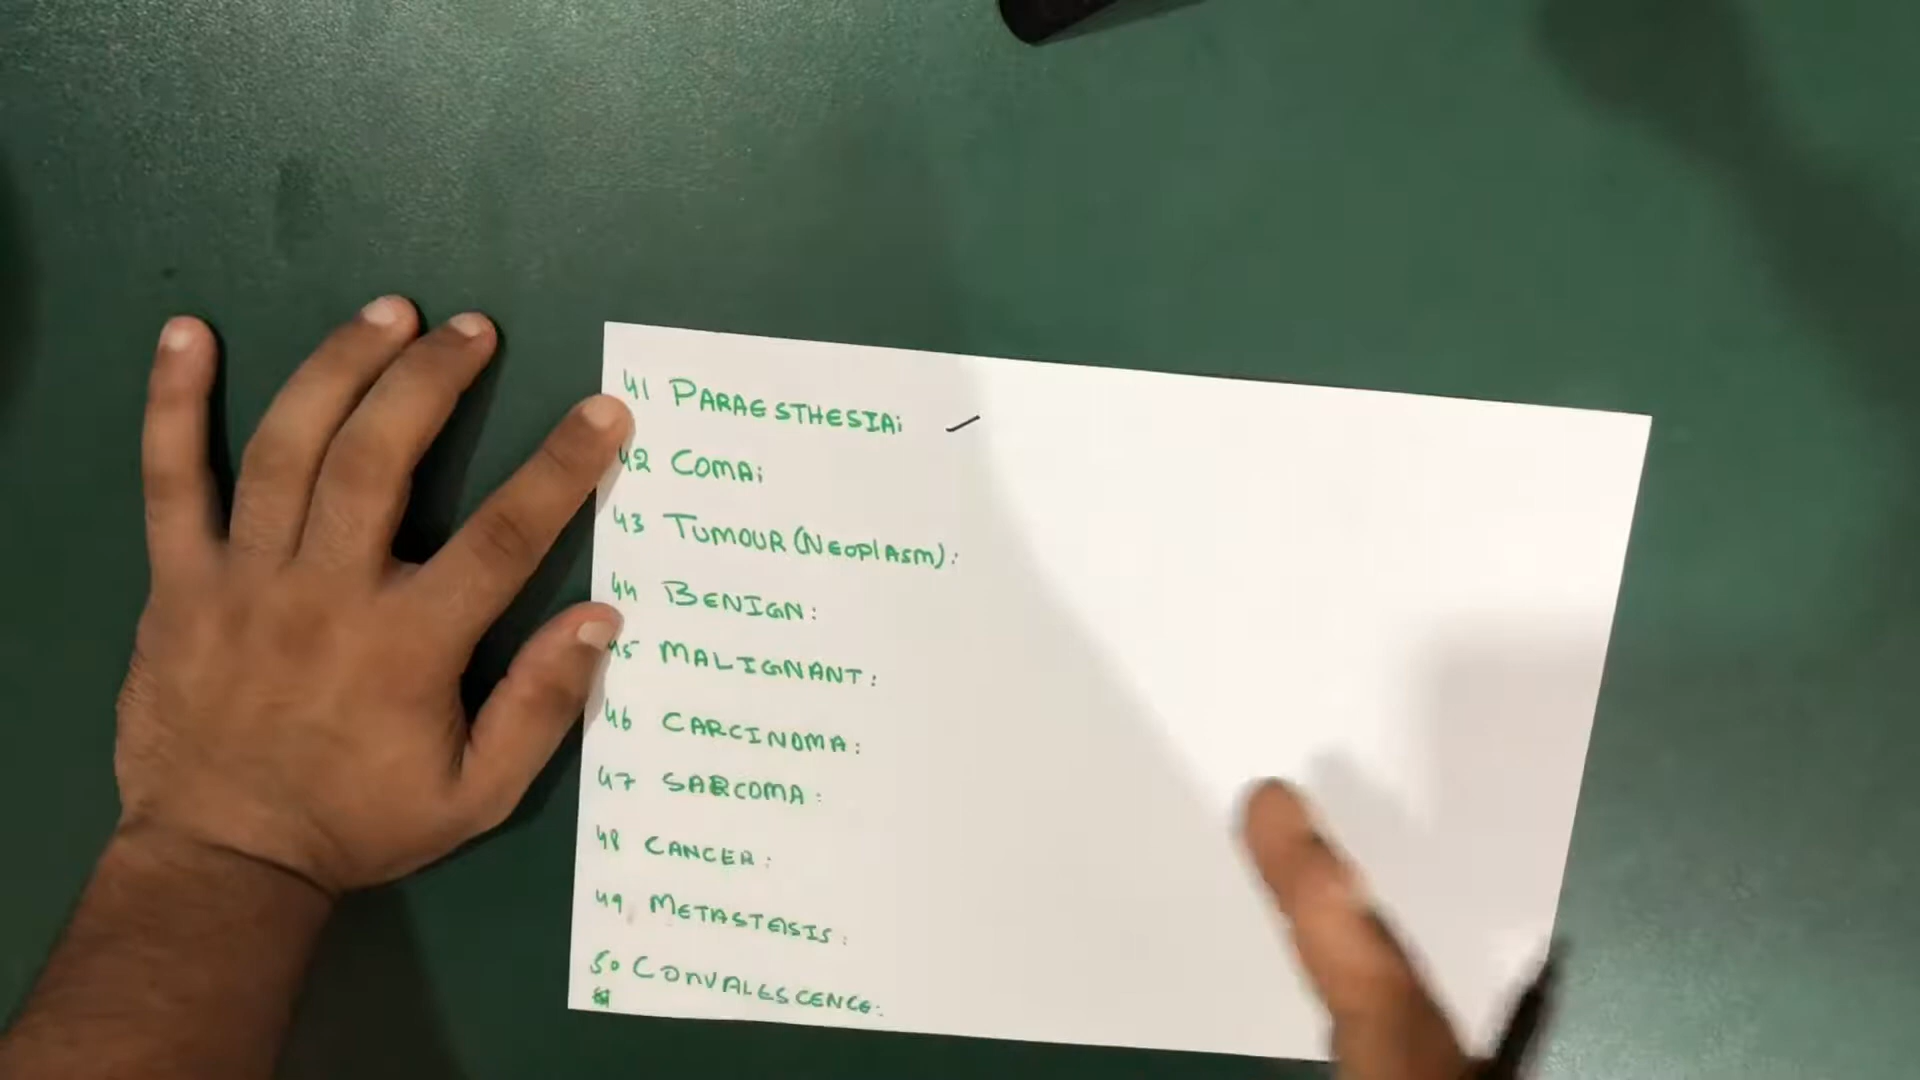 41 PARAESTHESIA:
42 COMA:
43 TUMOUR (NEOPlASM):
44 BENIGN:
45 MALIGNANT:
46 CARCINOMA:
47 SARCOMA:
48 CANCER:
49 METASTASIS:
50 CONVALESCENCE: